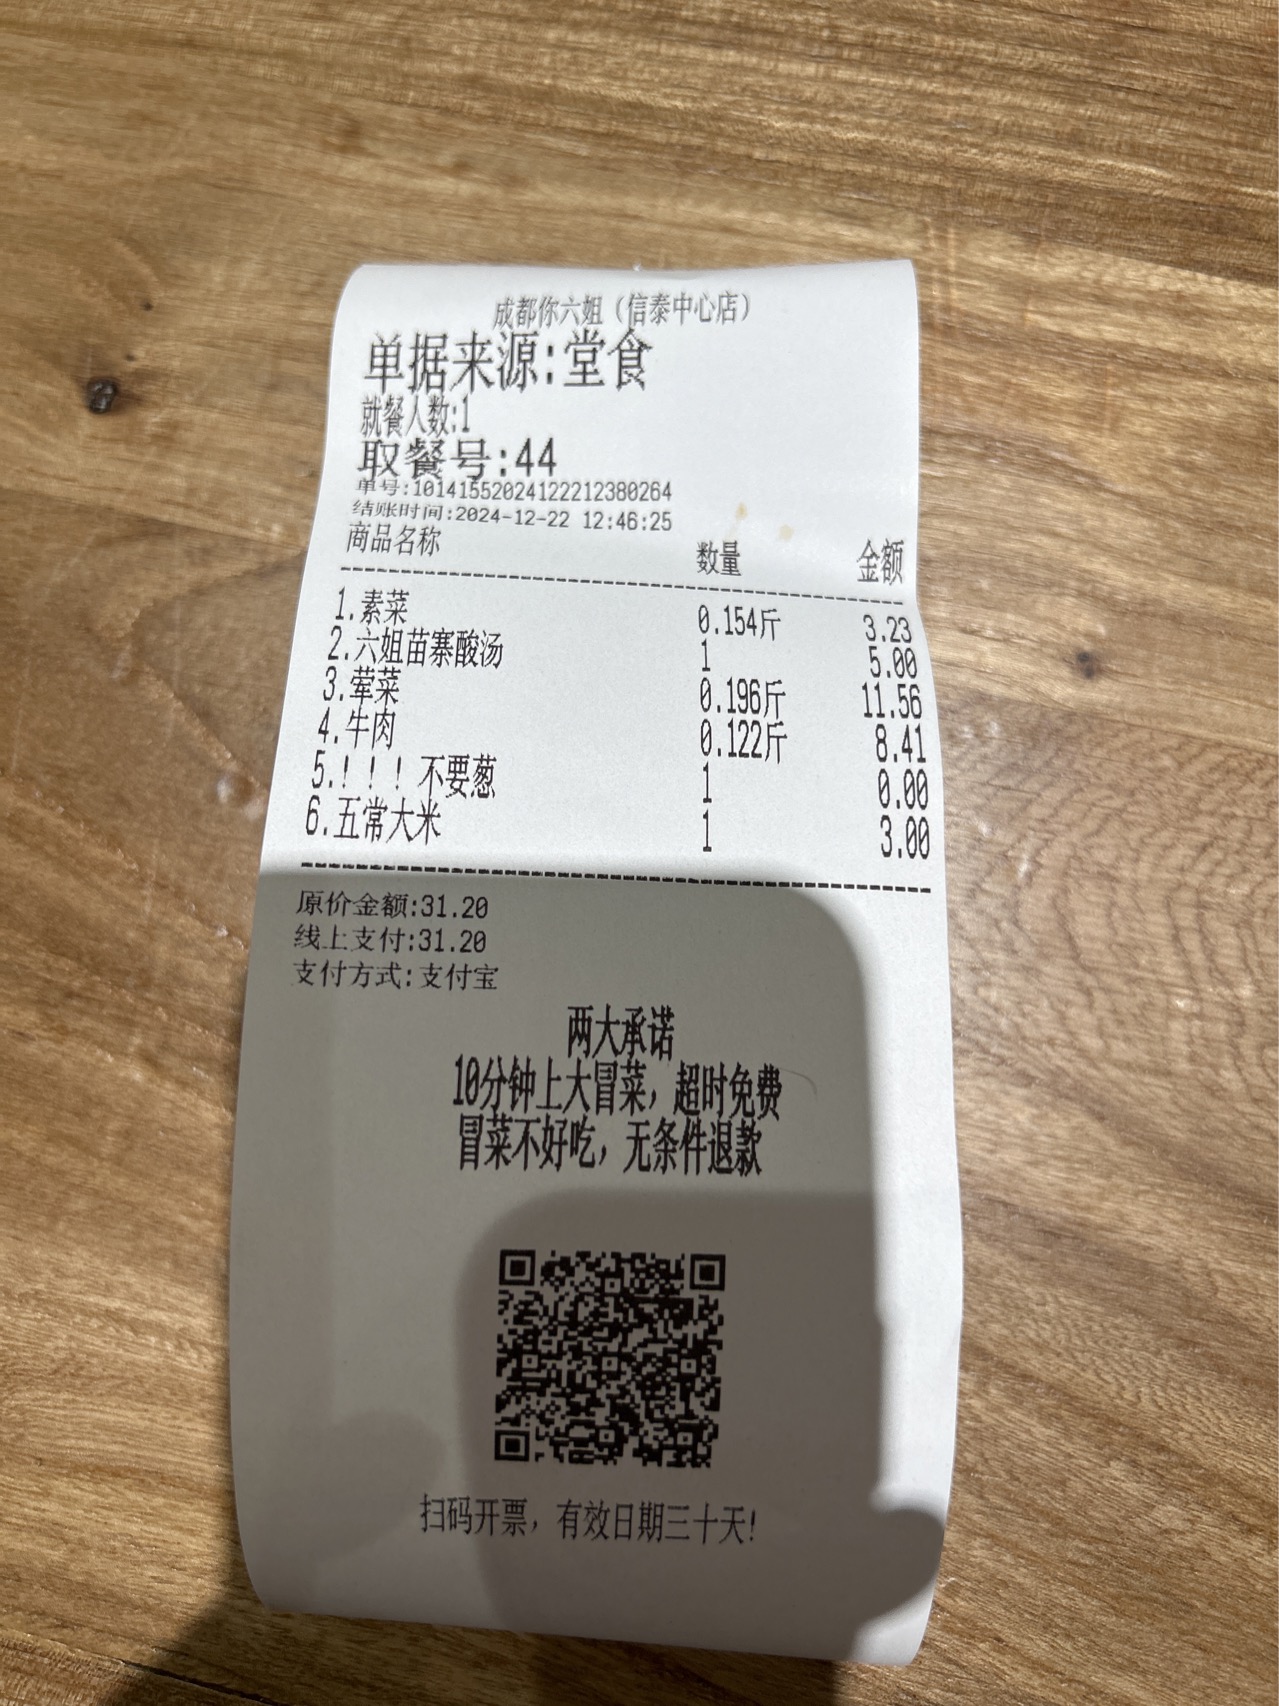 成都你六姐（信泰中心店）
单据来源:堂食
就餐人数:1
取餐号:44
单号:10141552024122212380264
结账时间:2024-12-22 12:46:25
商品名称 数量 金额
1.素菜 0.154斤 3.23
2.六姐苗寨酸汤 1 5.00
3.荤菜 0.196斤 11.56
4.牛肉 0.122斤 8.41
5.！！！不要葱 1 0.00
6.五常大米 1 3.00
原价金额:31.20
线上支付:31.20
支付方式:支付宝
两大承诺
10分钟上大冒菜，超时免费
冒菜不好吃，无条件退款
扫码开票，有效日期三十天!